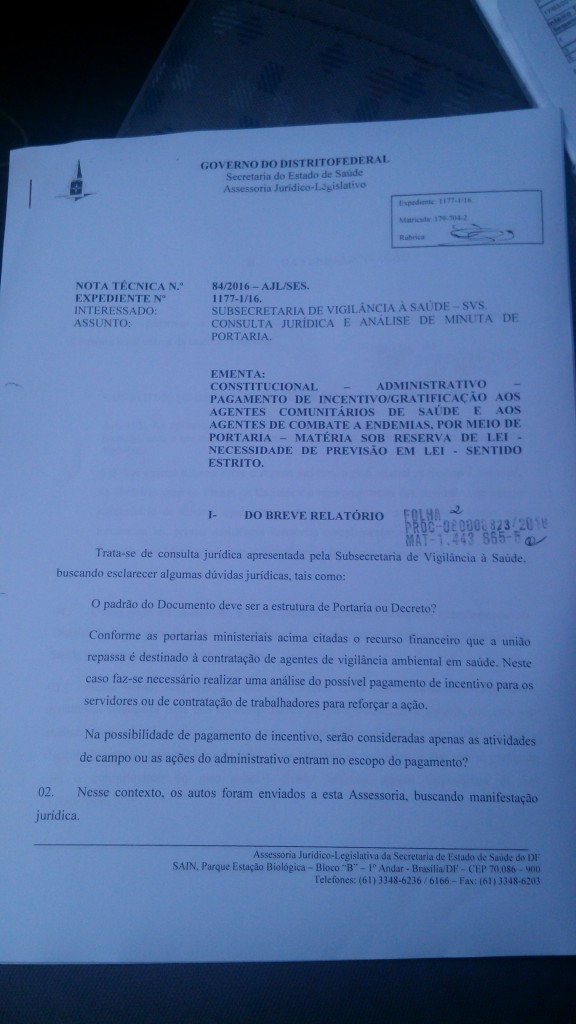 GOVERNO DO DISTRITOFEDERAL
Secretaria do Estado de Saúde
Assessoria Jurídico-Legislativo
Expediente: 1177-1/16
Matrícula: 179-704-2
Rubrica:
NOTA TÉCNICA N.º 84/2016 – AJL/SES.
EXPEDIENTE Nº 1177-1/16.
INTERESSADO: SUBSECRETARIA DE VIGILÂNCIA À SAÚDE – SVS.
ASSUNTO: CONSULTA JURÍDICA E ANÁLISE DE MINUTA DE
PORTARIA.
EMENTA:
CONSTITUCIONAL – ADMINISTRATIVO –
PAGAMENTO DE INCENTIVO/GRATIFICAÇÃO AOS
AGENTES COMUNITÁRIOS DE SAÚDE E AOS
AGENTES DE COMBATE A ENDEMIAS, POR MEIO DE
PORTARIA – MATÉRIA SOB RESERVA DE LEI -
NECESSIDADE DE PREVISÃO EM LEI - SENTIDO
ESTRITO.
I- DO BREVE RELATÓRIO
FOLHA 2
MAT-1.443
Trata-se de consulta jurídica apresentada pela Subsecretaria de Vigilância à Saúde,
buscando esclarecer algumas dúvidas jurídicas, tais como:
O padrão do Documento deve ser a estrutura de Portaria ou Decreto?
Conforme as portarias ministeriais acima citadas o recurso financeiro que a união
repassa é destinado à contratação de agentes de vigilância ambiental em saúde. Neste
caso faz-se necessário realizar uma análise do possível pagamento de incentivo para os
servidores ou de contratação de trabalhadores para reforçar a ação.
Na possibilidade de pagamento de incentivo, serão consideradas apenas as atividades
de campo ou as ações do administrativo entram no escopo do pagamento?
02. Nesse contexto, os autos foram enviados a esta Assessoria, buscando manifestação
jurídica.
Assessoria Jurídico-Legislativa da Secretaria de Estado de Saúde do DF
SAIN, Parque Estação Biológica – Bloco "B" – 1º Andar - Brasília/DF – CEP 70.086 – 900
Telefones: (61) 3348-6236 / 6166 – Fax: (61) 3348-6203